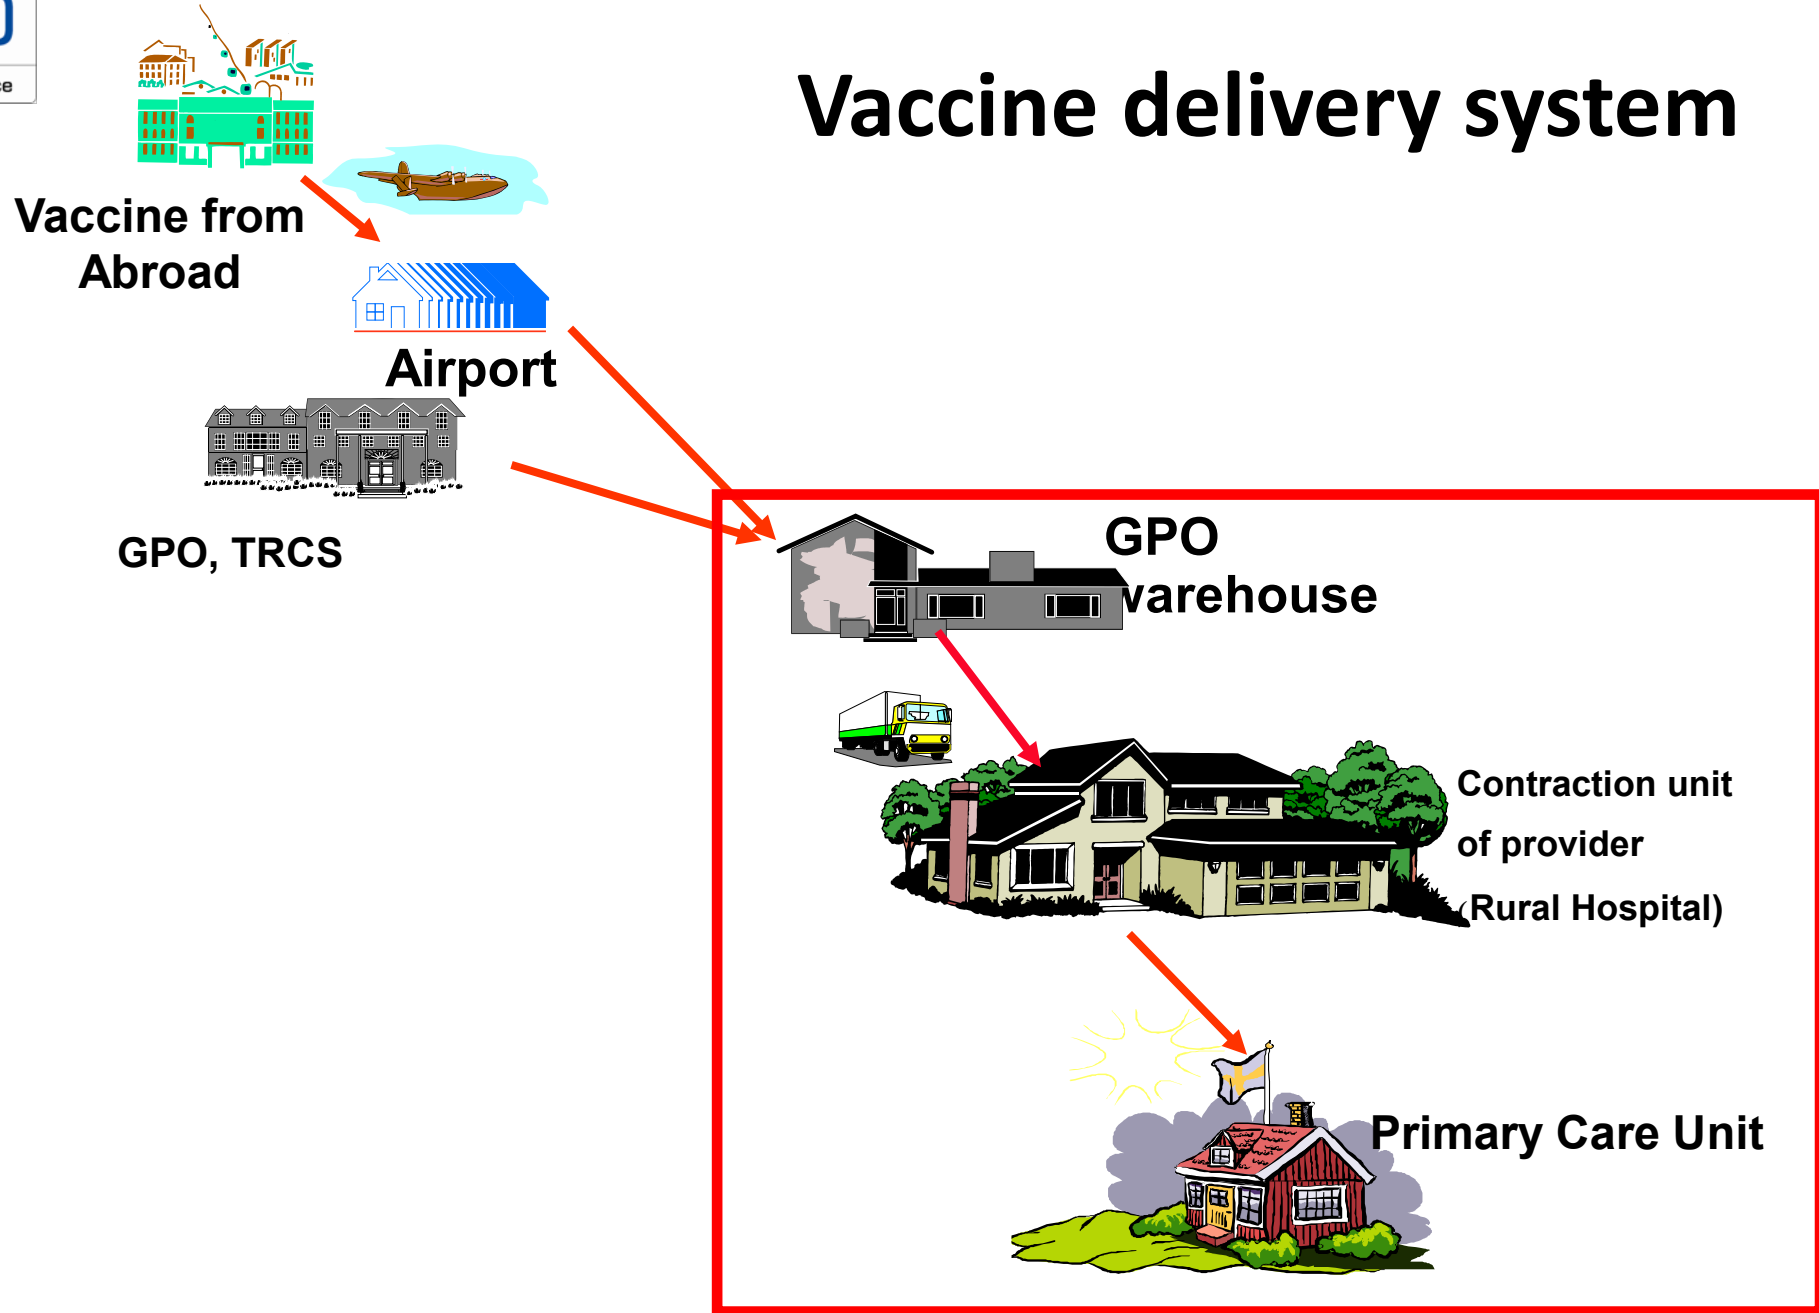 Vaccine delivery system
Vaccine from
Abroad
Airport
GPO, TRCS
GPO
warehouse
Contraction unit
of provider
(Rural Hospital)
Primary Care Unit